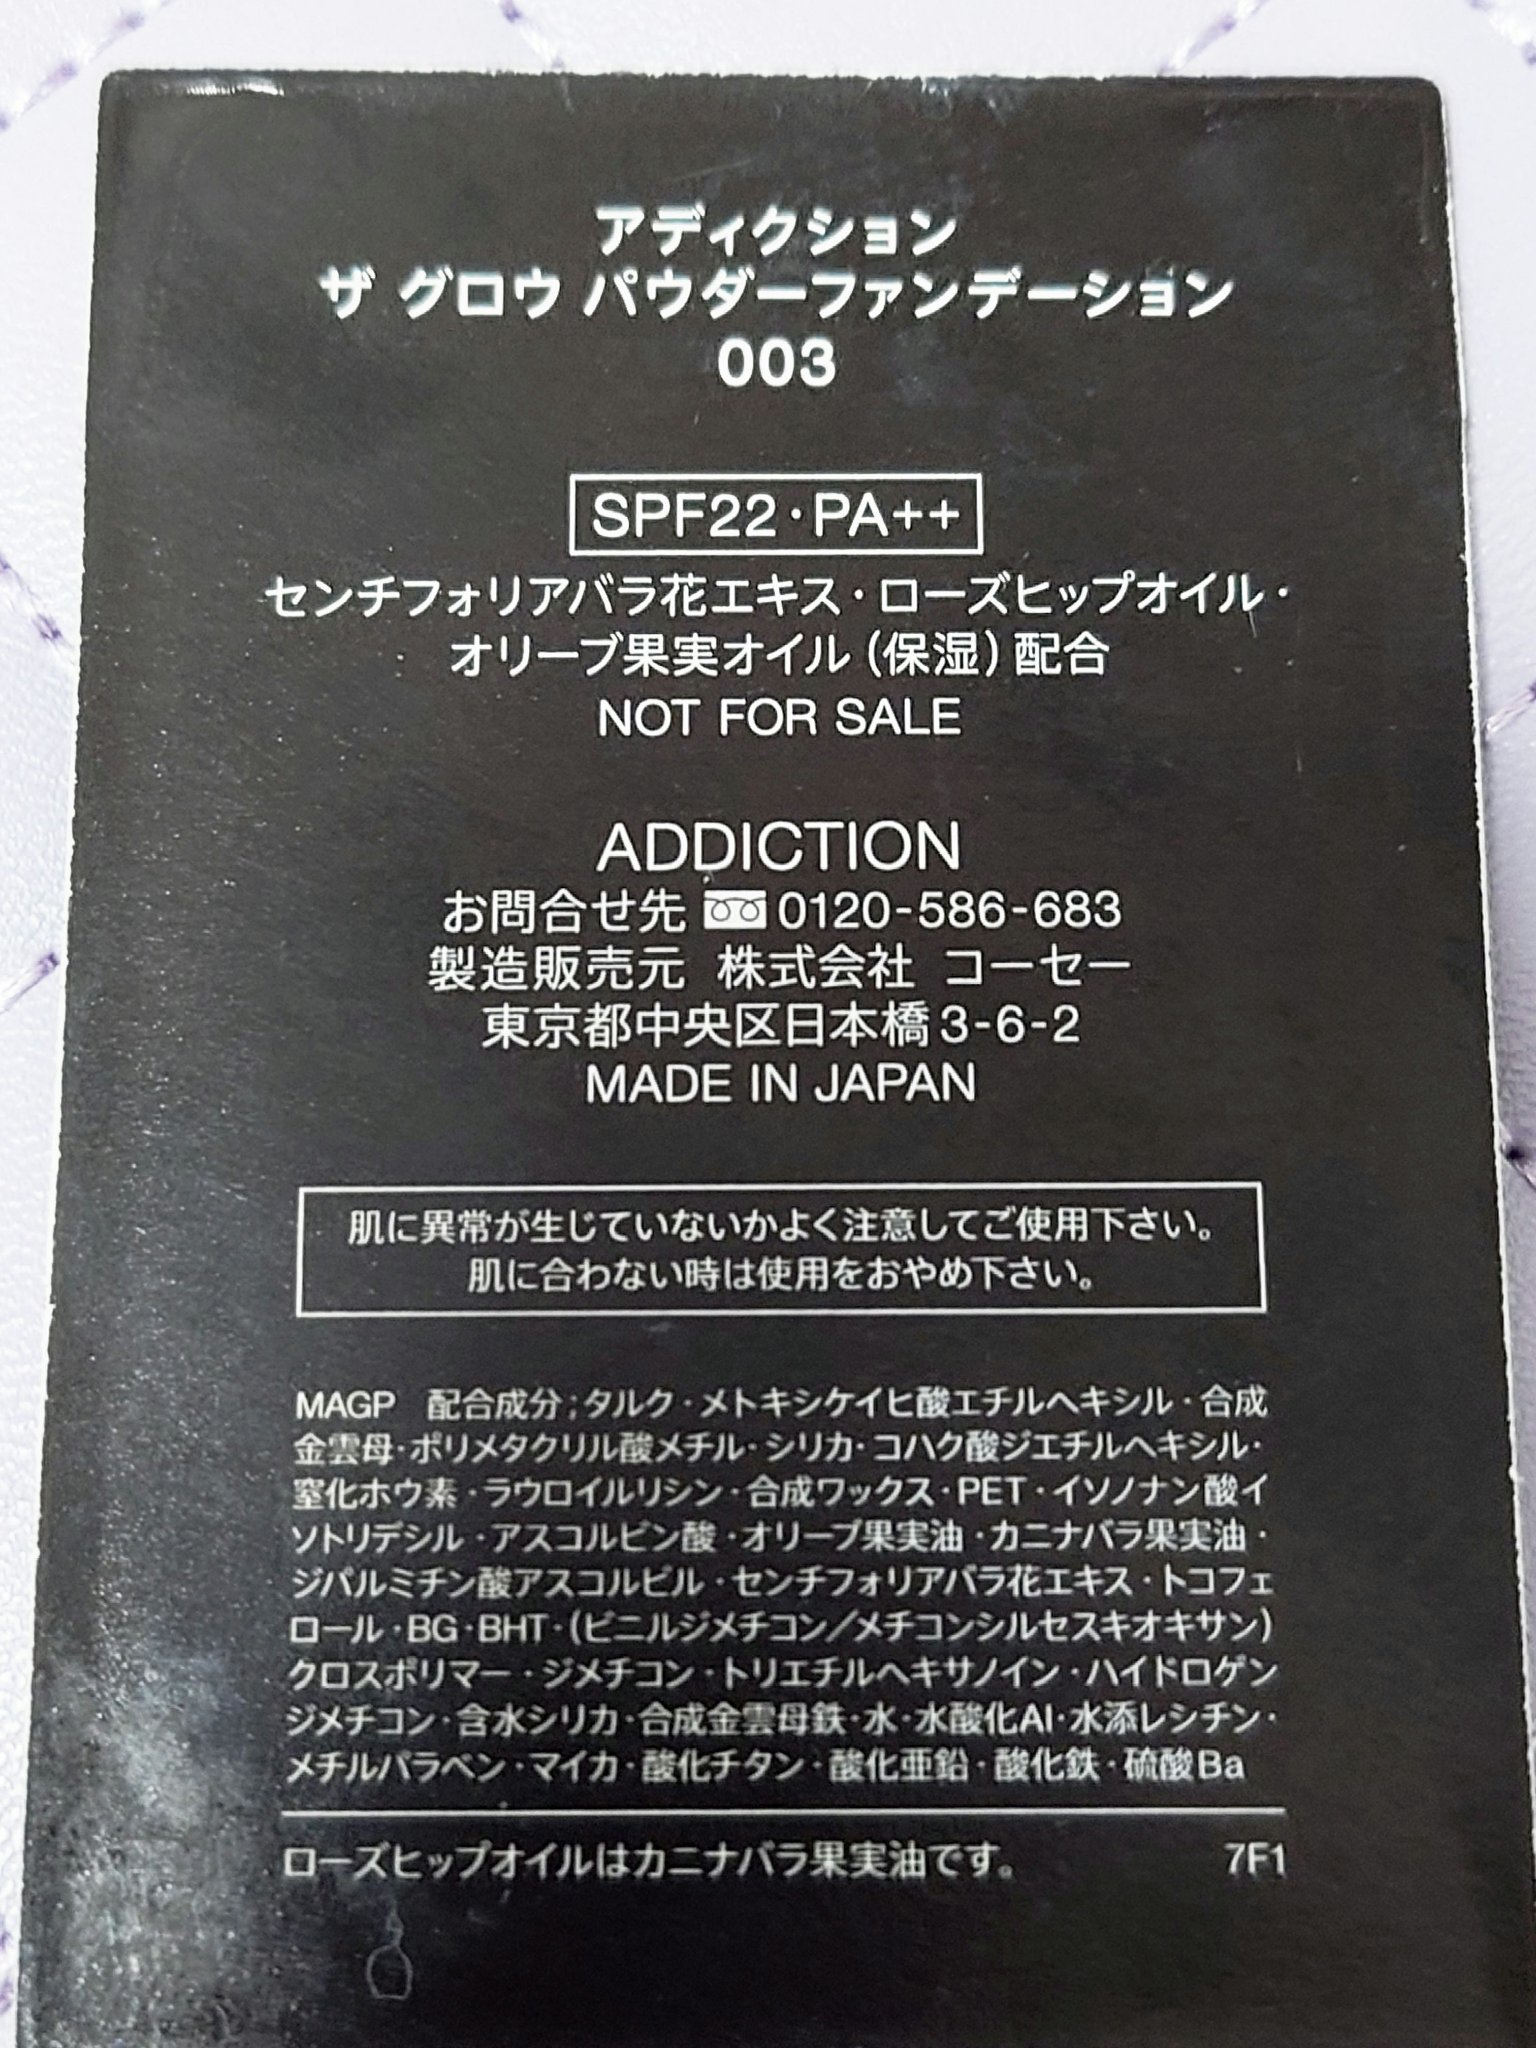 アディクション
ザ グロウ パウダーファンデーション
003
SPF22・PA++
センチフォリアバラ花エキス・ローズヒップオイル・
オリーブ果実オイル（保湿）配合
NOT FOR SALE
ADDICTION
お問合せ先 0120-586-683
製造販売元 株式会社 コーセー
東京都中央区日本橋3-6-2
MADE IN JAPAN
肌に異常が生じていないかよく注意してご使用下さい。
肌に合わない時は使用をおやめ下さい。
MAGP 配合成分；タルク・メトキシケイヒ酸エチルヘキシル・合成
金雲母・ポリメタクリル酸メチル・シリカ・コハク酸ジエチルヘキシル・
窒化ホウ素・ラウロイルリシン・合成ワックス・PET・イソノナン酸イ
ソトリデシル・アスコルビン酸・オリーブ果実油・カニナバラ果実油・
ジパルミチン酸アスコルビル・センチフォリアバラ花エキス・トコフェ
ロール・BG・BHT・（ビニルジメチコン／メチコンシルセスキオキサン）
クロスポリマー・ジメチコン・トリエチルヘキサノイン・ハイドロゲン
ジメチコン・含水シリカ・合成金雲母鉄・水・水酸化Al・水添レシチン・
メチルパラベン・マイカ・酸化チタン・酸化亜鉛・酸化鉄・硫酸Ba
ローズヒップオイルはカニナバラ果実油です。 7F1